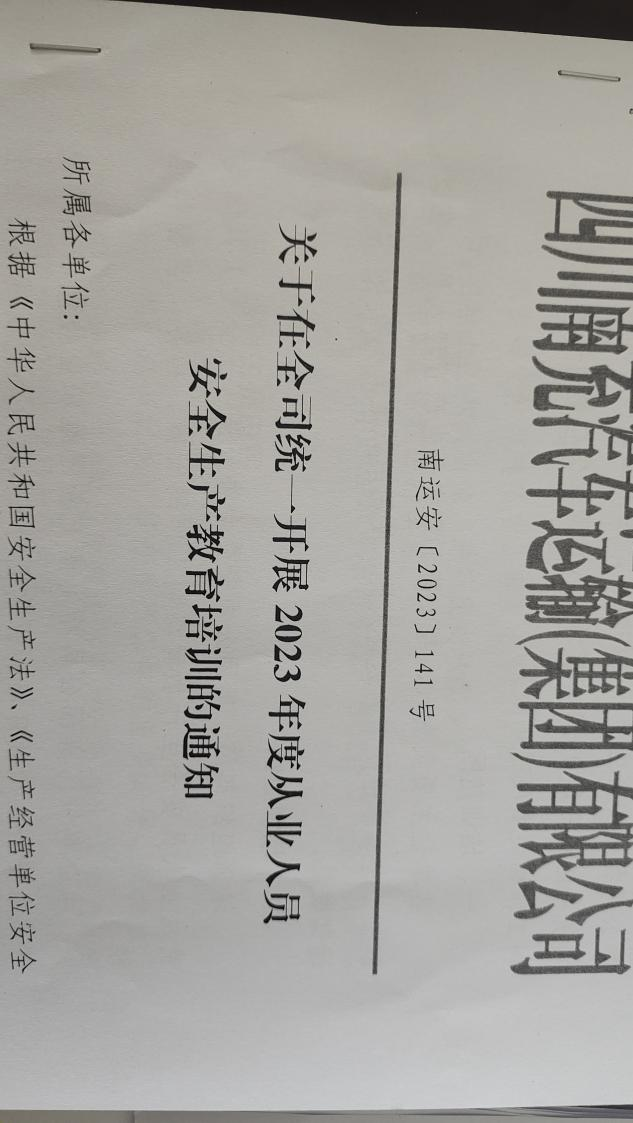 四川南充汽车运输(集团)有限公司
南运安〔2023〕141号
关于在全司统一开展2023年度从业人员
安全生产教育培训的通知
所属各单位：
根据《中华人民共和国安全生产法》、《生产经营单位安全